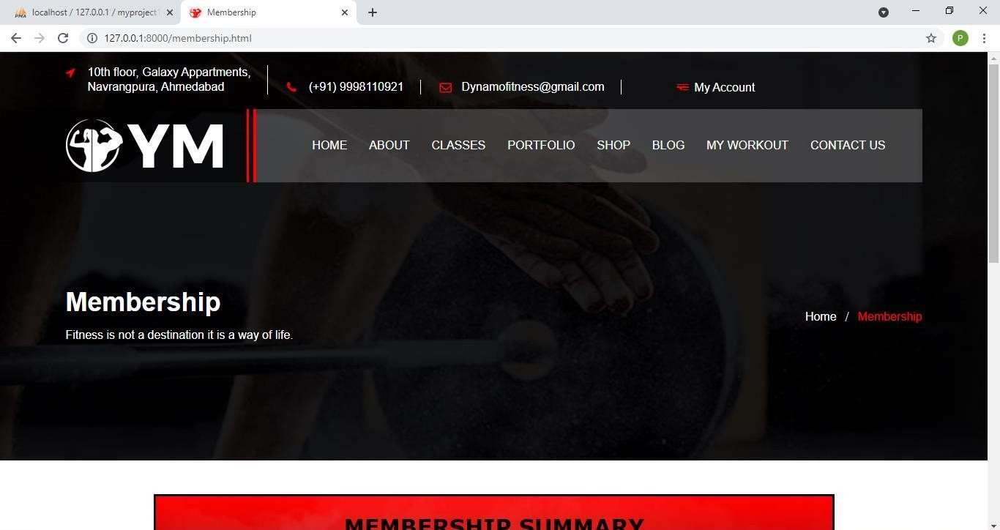 localhost / 127.0.0.1 / myproject1
Membership
127.0.0.1:8000/membership.html
P
10th floor, Galaxy Appartments,
Navrangpura, Ahmedabad
(+91) 9998110921
Dynamofitness@gmail.com
My Account
YM
HOME ABOUT CLASSES PORTFOLIO SHOP BLOG MY WORKOUT CONTACT US
Membership
Fitness is not a destination it is a way of life.
Home / Membership
MEMBERSHIP SUMMARY